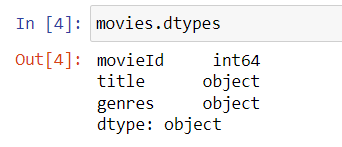 In [4]: movies.dtypes
Out[4]: movieId int64
title object
genres object
dtype: object